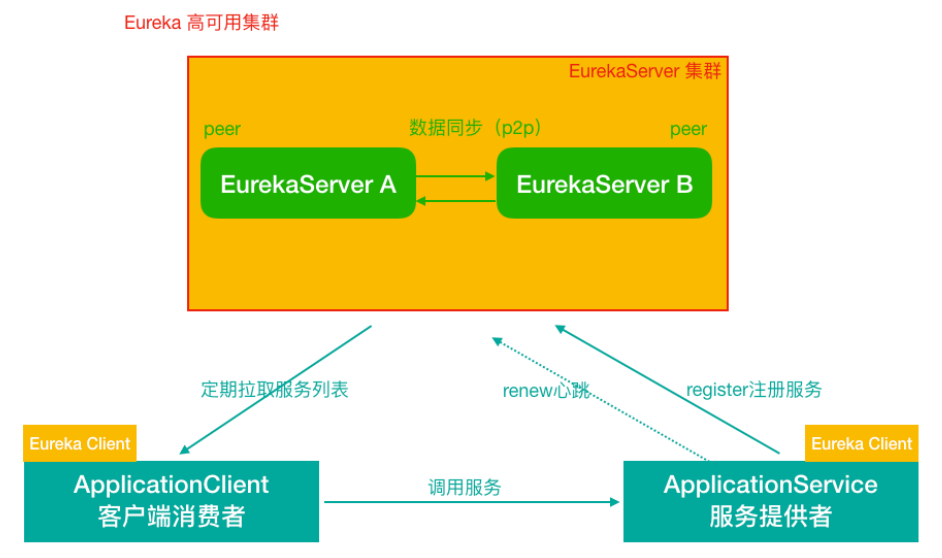 Eureka 高可用集群
EurekaServer 集群
peer
数据同步（p2p）
peer
EurekaServer A
EurekaServer B
定期拉取服务列表
renew心跳
register注册服务
Eureka Client
Eureka Client
ApplicationClient
客户端消费者
调用服务
ApplicationService
服务提供者